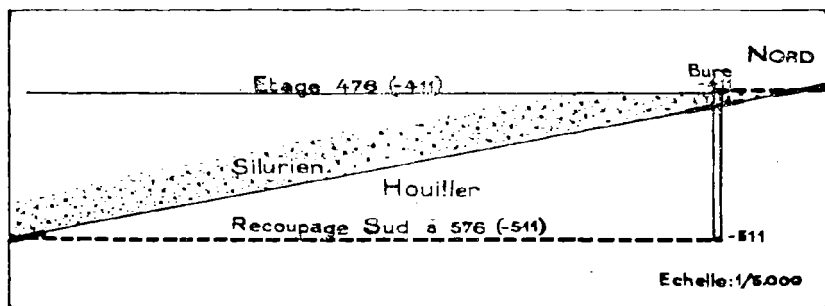 NORD
Bure
-411
Etage 476 (-411)
Silurien
Houiller
Recoupage Sud à 576 (-511)
-511
Echelle: 1/5.000